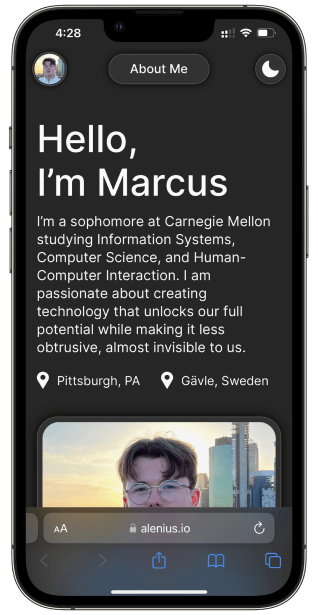 4:28
About Me
Hello,
I'm Marcus
I'm a sophomore at Carnegie Mellon
studying Information Systems,
Computer Science, and Human-
Computer Interaction. I am
passionate about creating
technology that unlocks our full
potential while making it less
obtrusive, almost invisible to us.
Pittsburgh, PA Gävle, Sweden
AA alenius.io